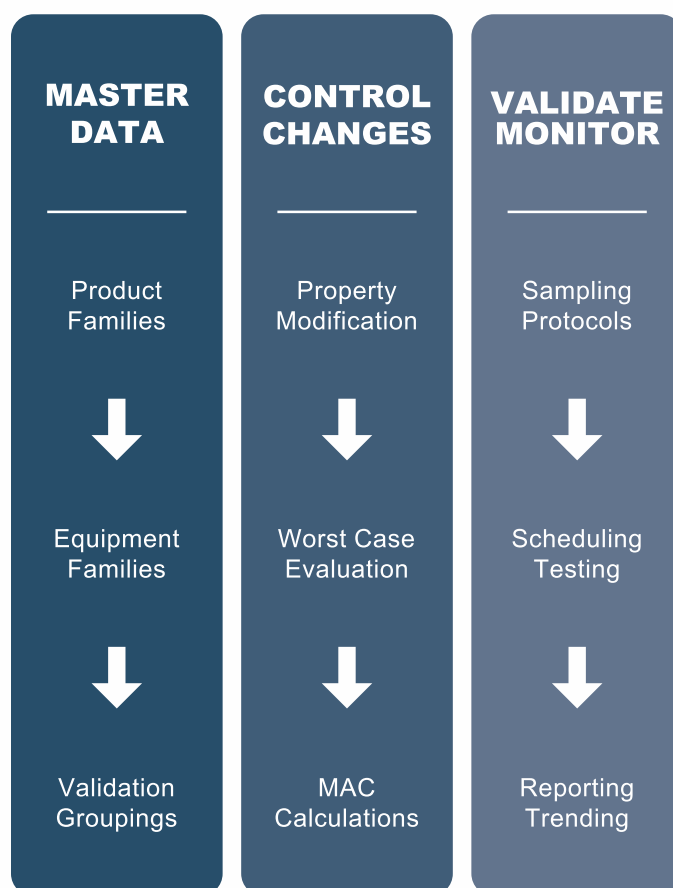 MASTER
DATA
Product
Families
Equipment
Families
Validation
Groupings
CONTROL
CHANGES
Property
Modification
Worst Case
Evaluation
MAC
Calculations
VALIDATE
MONITOR
Sampling
Protocols
Scheduling
Testing
Reporting
Trending